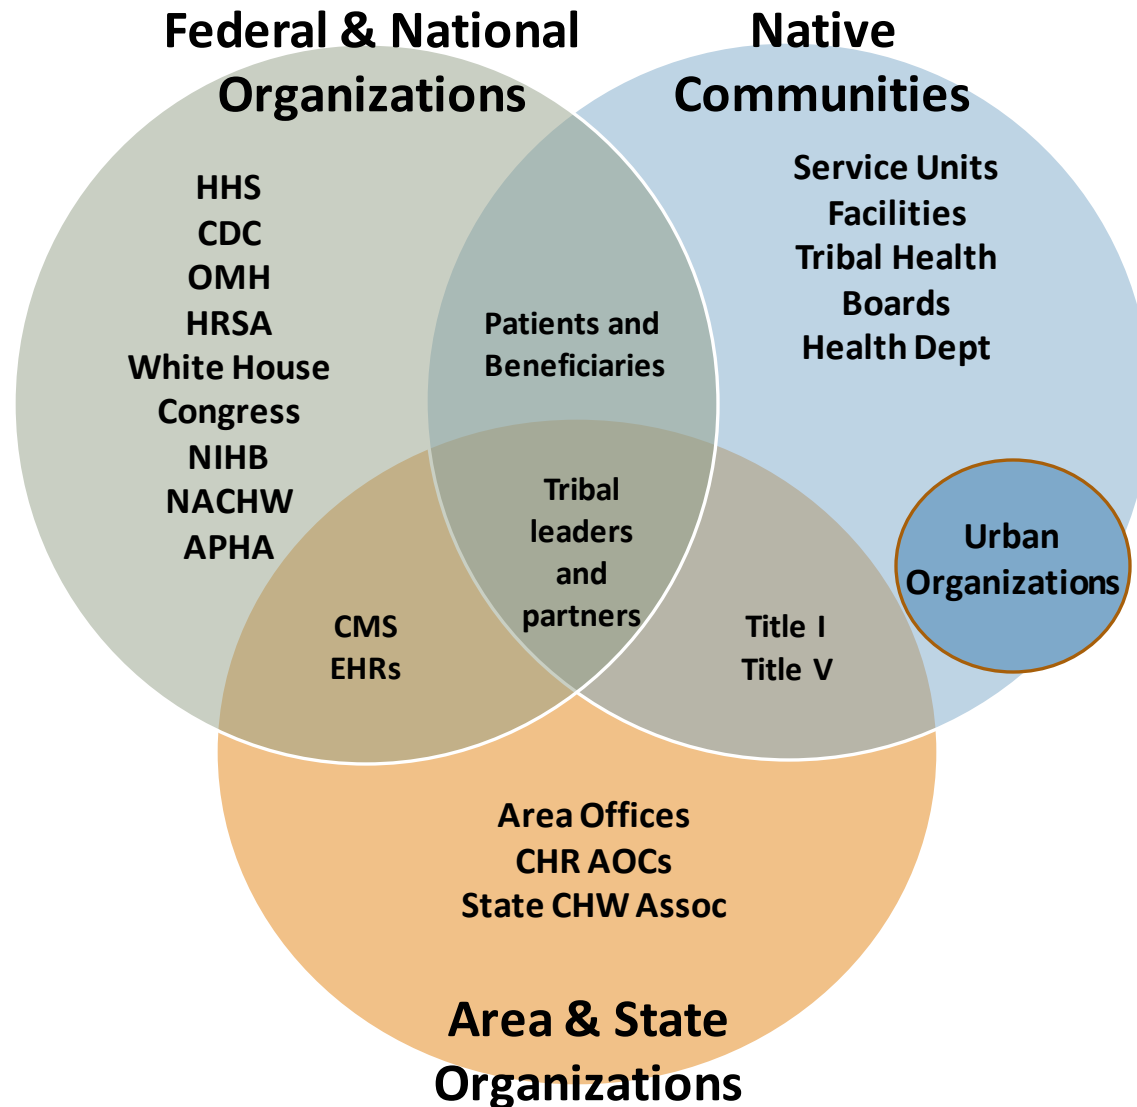 Federal & National
Organizations
Native
Communities
HHS
CDC
OMH
HRSA
White House
Congress
NIHB
NACHW
APHA
Service Units
Facilities
Tribal Health
Boards
Health Dept
Patients and
Beneficiaries
Tribal
leaders
and
partners
Urban
Organizations
CMS
EHRs
Title I
Title V
Area Offices
CHR AOCs
State CHW Assoc
Area & State
Organizations